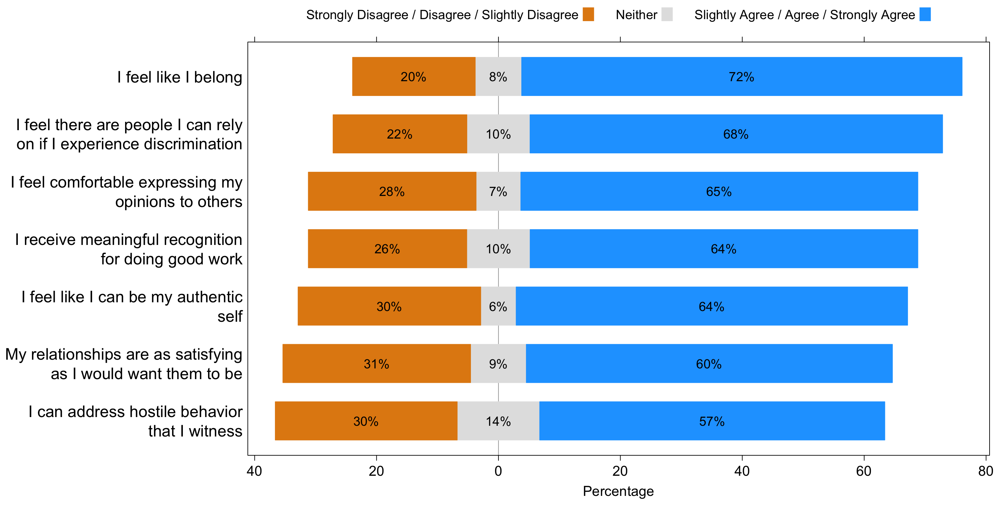 Strongly Disagree / Disagree / Slightly Disagree Neither Slightly Agree / Agree / Strongly Agree
I feel like I belong
20% 8% 72%
I feel there are people I can rely
on if I experience discrimination
22% 10% 68%
I feel comfortable expressing my
opinions to others
28% 7% 65%
I receive meaningful recognition
for doing good work
26% 10% 64%
I feel like I can be my authentic
self
30% 6% 64%
My relationships are as satisfying
as I would want them to be
31% 9% 60%
I can address hostile behavior
that I witness
30% 14% 57%
40 20 0 20 40 60 80
Percentage